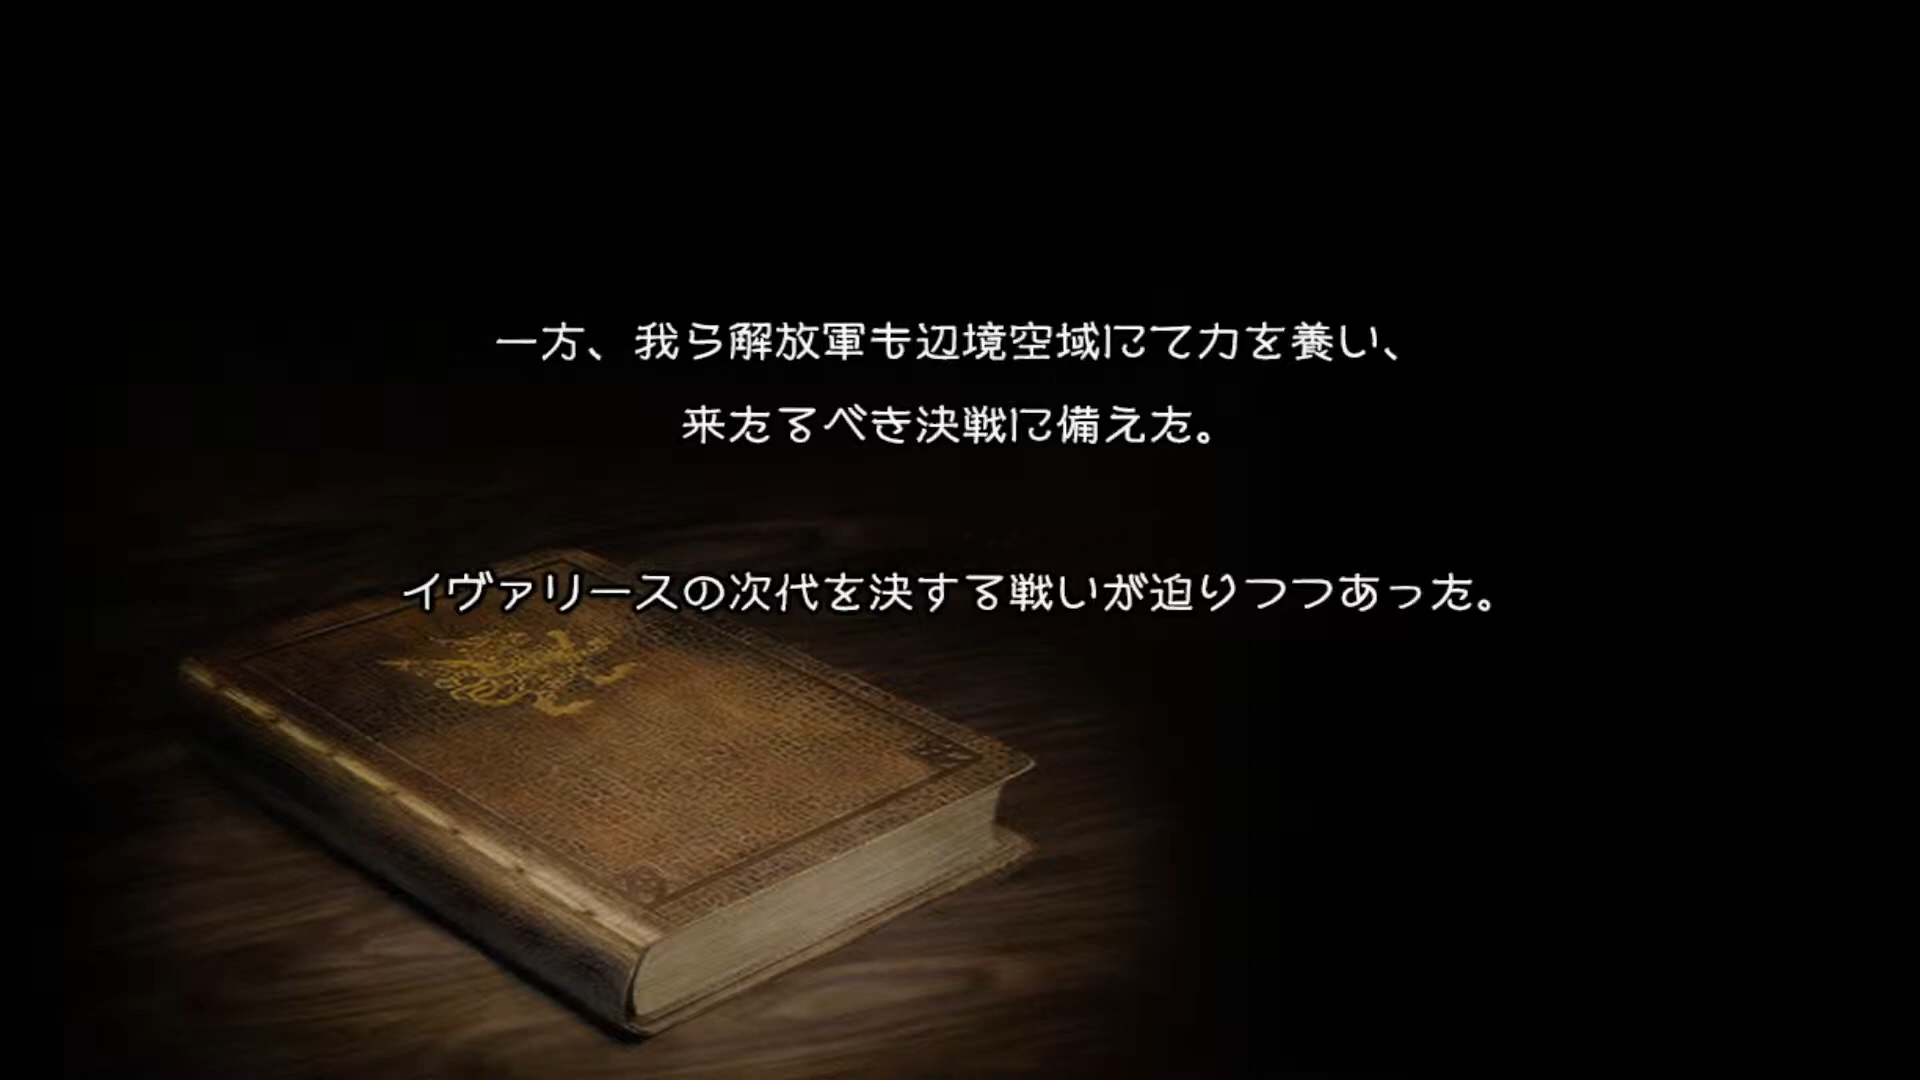 一方、我ら解放軍も辺境空域にて力を養い、
来たるべき決戦に備えた。
イヴァリースの次代を決する戦いが迫りつつあった。